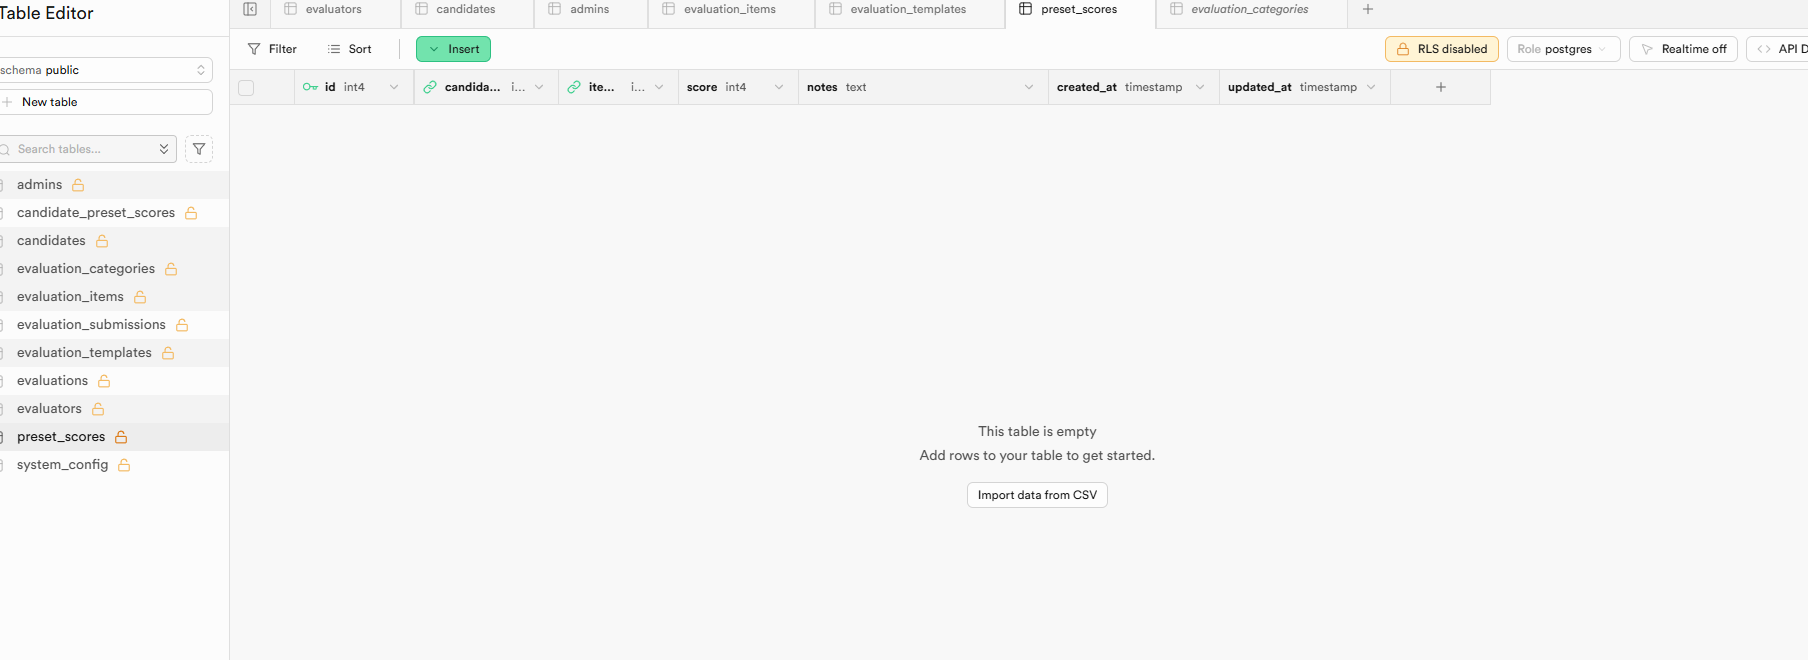 Table Editor
evaluators
candidates
admins
evaluation_items
evaluation_templates
preset_scores
evaluation_categories
Filter
Sort
Insert
RLS disabled
Role postgres
Realtime off
API D
schema public
New table
Search tables...
id int4
candida... i...
ite... i...
score int4
notes text
created_at timestamp
updated_at timestamp
admins
candidate_preset_scores
candidates
evaluation_categories
evaluation_items
evaluation_submissions
evaluation_templates
evaluations
evaluators
preset_scores
system_config
This table is empty
Add rows to your table to get started.
Import data from CSV